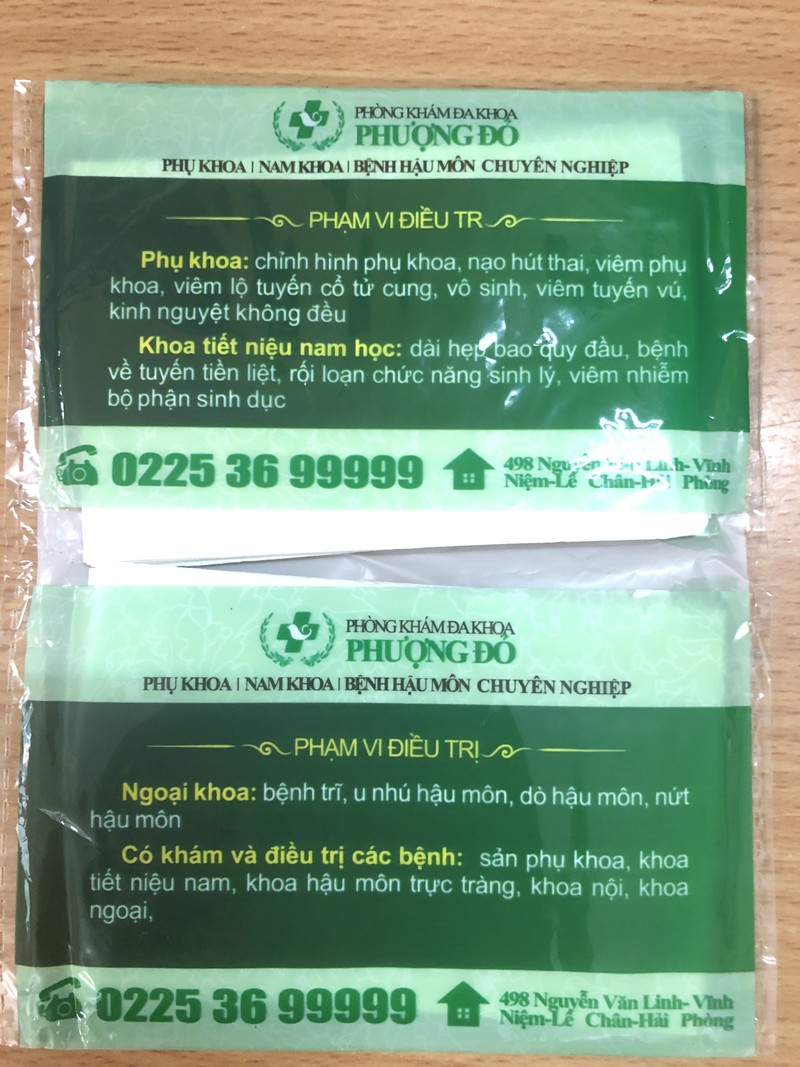 PHÒNG KHÁM ĐA KHOA
PHƯỢNG ĐỎ
PHỤ KHOA | NAM KHOA | BỆNH HẬU MÔN CHUYÊN NGHIỆP
PHẠM VI ĐIỀU TR
Phụ khoa: chỉnh hình phụ khoa, nạo hút thai, viêm phụ
khoa, viêm lộ tuyến cổ tử cung, vô sinh, viêm tuyến vú,
kinh nguyệt không đều
Khoa tiết niệu nam học: dài hẹp bao quy đầu, bệnh
về tuyến tiền liệt, rối loạn chức năng sinh lý, viêm nhiễm
bộ phận sinh dục
0225 36 99999
498 Nguyễn Văn Linh- Vĩnh
Niệm-Lê Chân-Hải Phòng
PHÒNG KHÁM ĐA KHOA
PHƯỢNG ĐỎ
PHỤ KHOA | NAM KHOA | BỆNH HẬU MÔN CHUYÊN NGHIỆP
PHẠM VI ĐIỀU TRỊ
Ngoại khoa: bệnh trĩ, u nhú hậu môn, dò hậu môn, nứt
hậu môn
Có khám và điều trị các bệnh: sản phụ khoa, khoa
tiết niệu nam, khoa hậu môn trực tràng, khoa nội, khoa
ngoại,
0225 36 99999
498 Nguyễn Văn Linh- Vĩnh
Niệm-Lê Chân-Hải Phòng